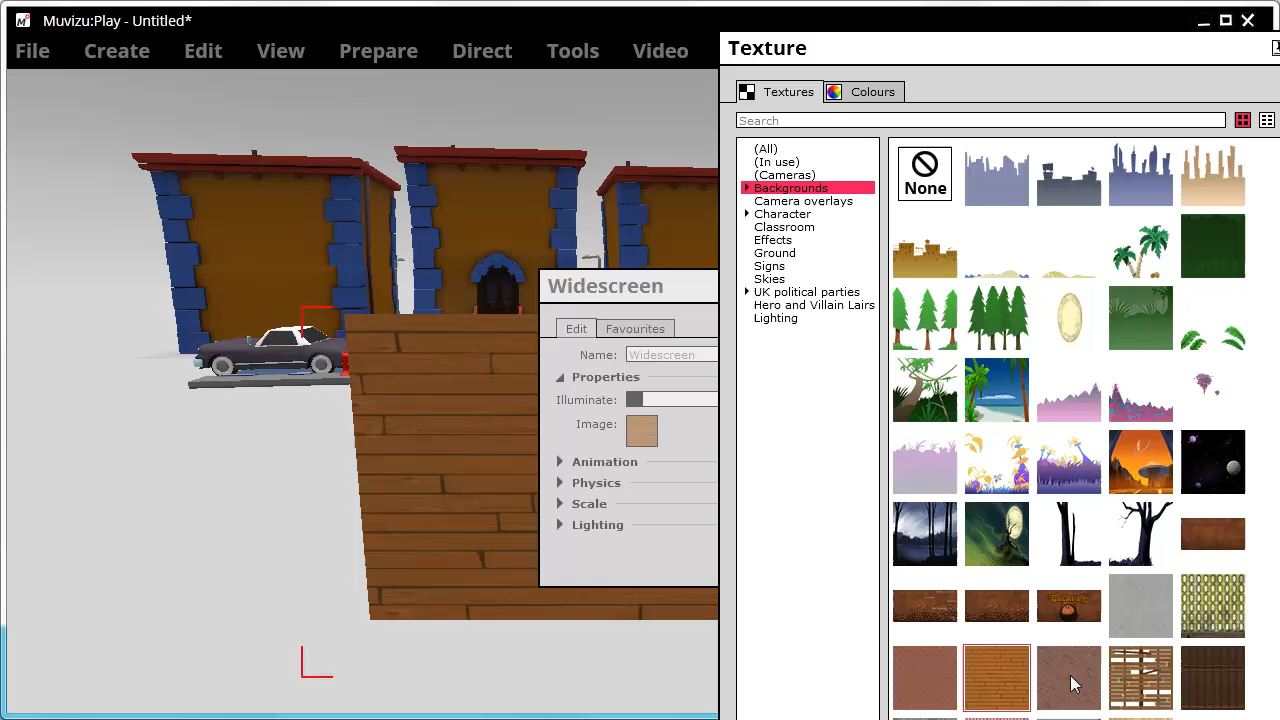 Muvizu:Play - Untitled*
File Create Edit View Prepare Direct Tools Video
Texture
Textures Colours
Search
(All)
(In use)
(Cameras)
Backgrounds
Camera overlays
Character
Classroom
Effects
Ground
Signs
Skies
UK political parties
Hero and Villain Lairs
Lighting
None
Widescreen
Edit Favourites
Name: Widescreen
Properties
Illuminate:
Image:
Animation
Physics
Scale
Lighting